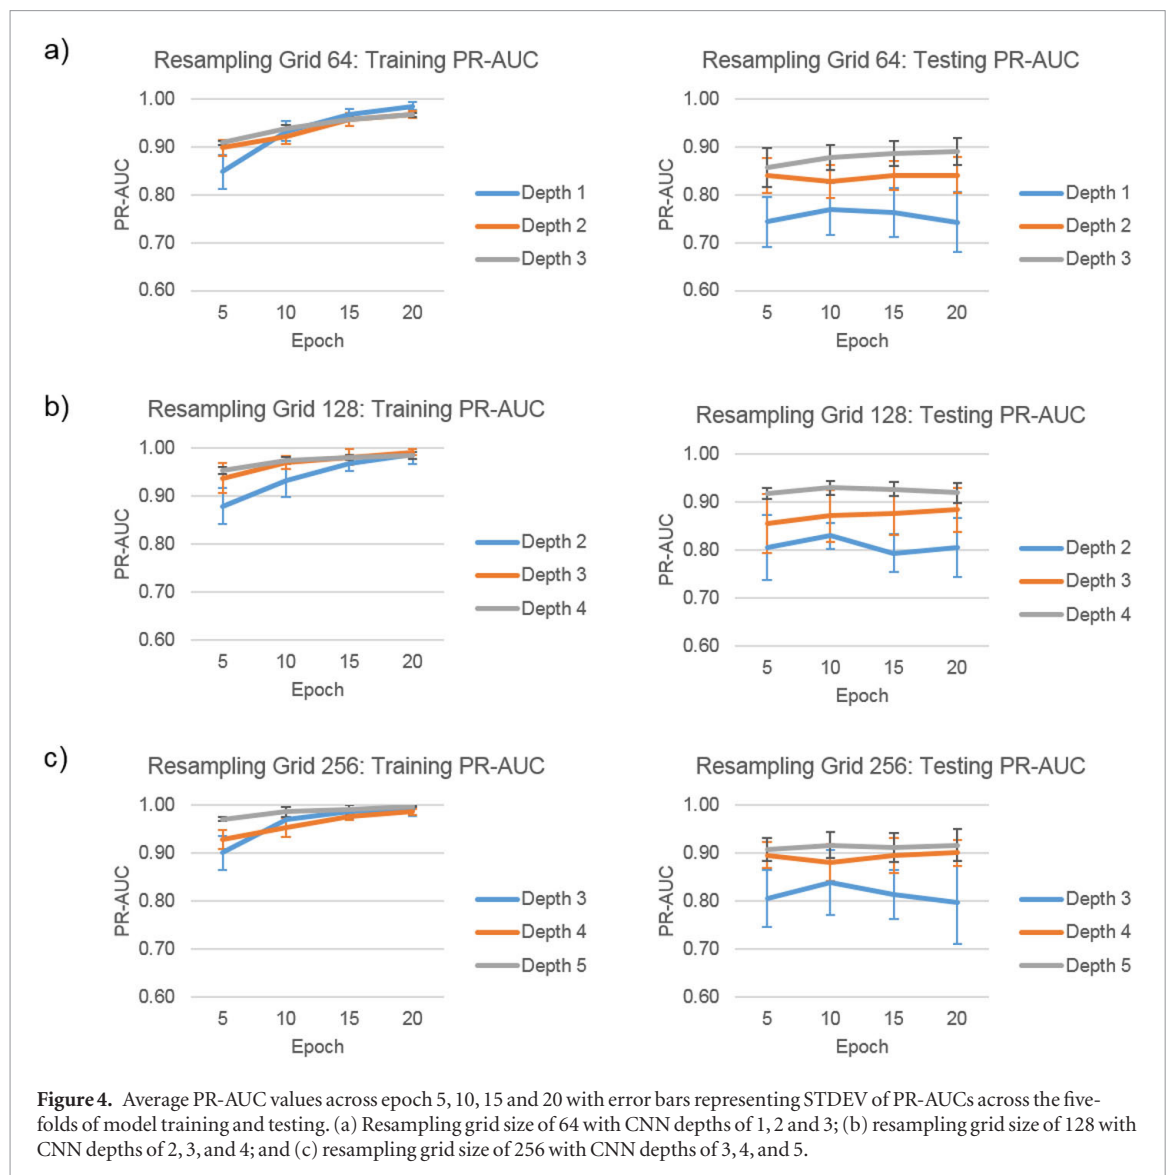 a)
Resampling Grid 64: Training PR-AUC
1.00
0.90
0.80
0.70
0.60
PR-AUC
5 10 15 20
Epoch
Depth 1
Depth 2
Depth 3
Resampling Grid 64: Testing PR-AUC
1.00
0.90
0.80
0.70
0.60
PR-AUC
5 10 15 20
Epoch
Depth 1
Depth 2
Depth 3
b)
Resampling Grid 128: Training PR-AUC
1.00
0.90
0.80
0.70
0.60
PR-AUC
5 10 15 20
Epoch
Depth 2
Depth 3
Depth 4
Resampling Grid 128: Testing PR-AUC
1.00
0.90
0.80
0.70
0.60
PR-AUC
5 10 15 20
Epoch
Depth 2
Depth 3
Depth 4
c)
Resampling Grid 256: Training PR-AUC
1.00
0.90
0.80
0.70
0.60
PR-AUC
5 10 15 20
Epoch
Depth 3
Depth 4
Depth 5
Resampling Grid 256: Testing PR-AUC
1.00
0.90
0.80
0.70
0.60
PR-AUC
5 10 15 20
Epoch
Depth 3
Depth 4
Depth 5
Figure 4. Average PR-AUC values across epoch 5, 10, 15 and 20 with error bars representing STDEV of PR-AUCs across the five-
folds of model training and testing. (a) Resampling grid size of 64 with CNN depths of 1, 2 and 3; (b) resampling grid size of 128 with
CNN depths of 2, 3, and 4; and (c) resampling grid size of 256 with CNN depths of 3, 4, and 5.